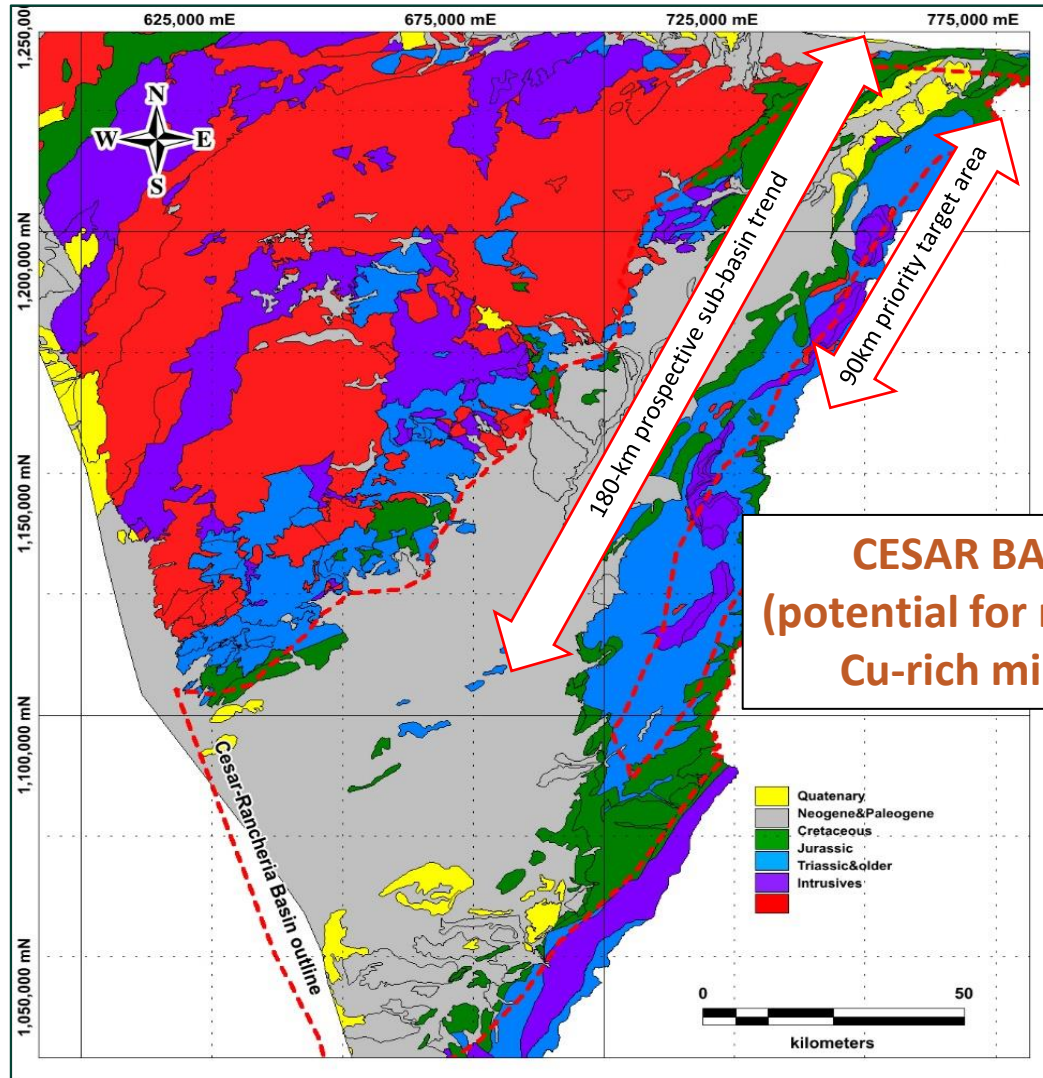 625,000 mE
675,000 mE
725,000 mE
775,000 mE
1,250,000
N
W
E
S
1,200,000 mN
1,150,000 mN
1,100,000 mN
1,050,000 mN
180-km prospective sub-basin trend
90km priority target area
CESAR BA
(potential for
Cu-rich mi
Cesar-Rancheria Basin outline
Quatenary
Neogene&Paleogene
Cretaceous
Jurassic
Triassic&older
Intrusives
0 50
kilometers